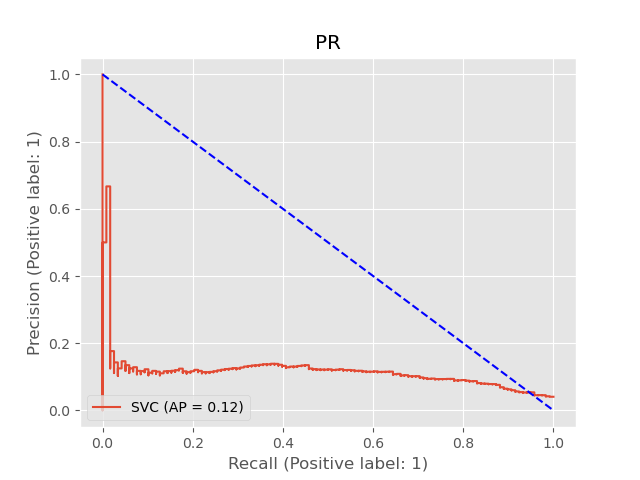 PR
Precision (Positive label: 1)
1.0
0.8
0.6
0.4
0.2
0.0
SVC (AP = 0.12)
0.0 0.2 0.4 0.6 0.8 1.0
Recall (Positive label: 1)